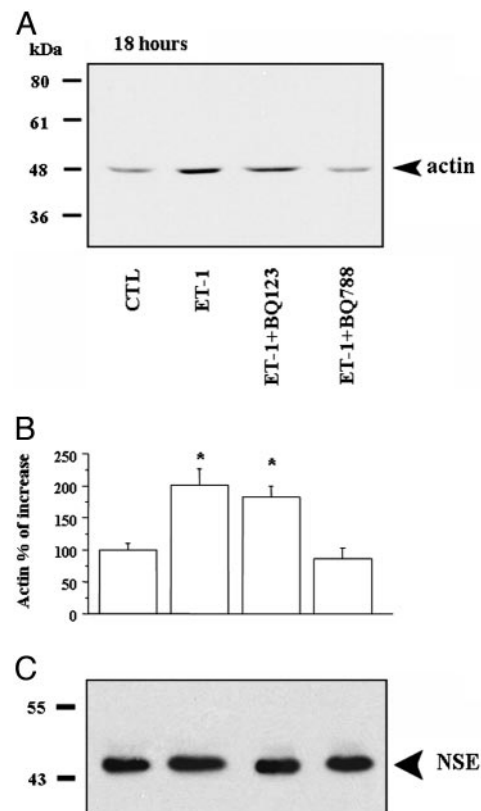 A
kDa
18 hours
80
61
48
36
actin
CTL
ET-1
ET-1+BQ123
ET-1+BQ788
B
Actin % of increase
250
200
150
100
50
0
*
*
C
55
43
NSE